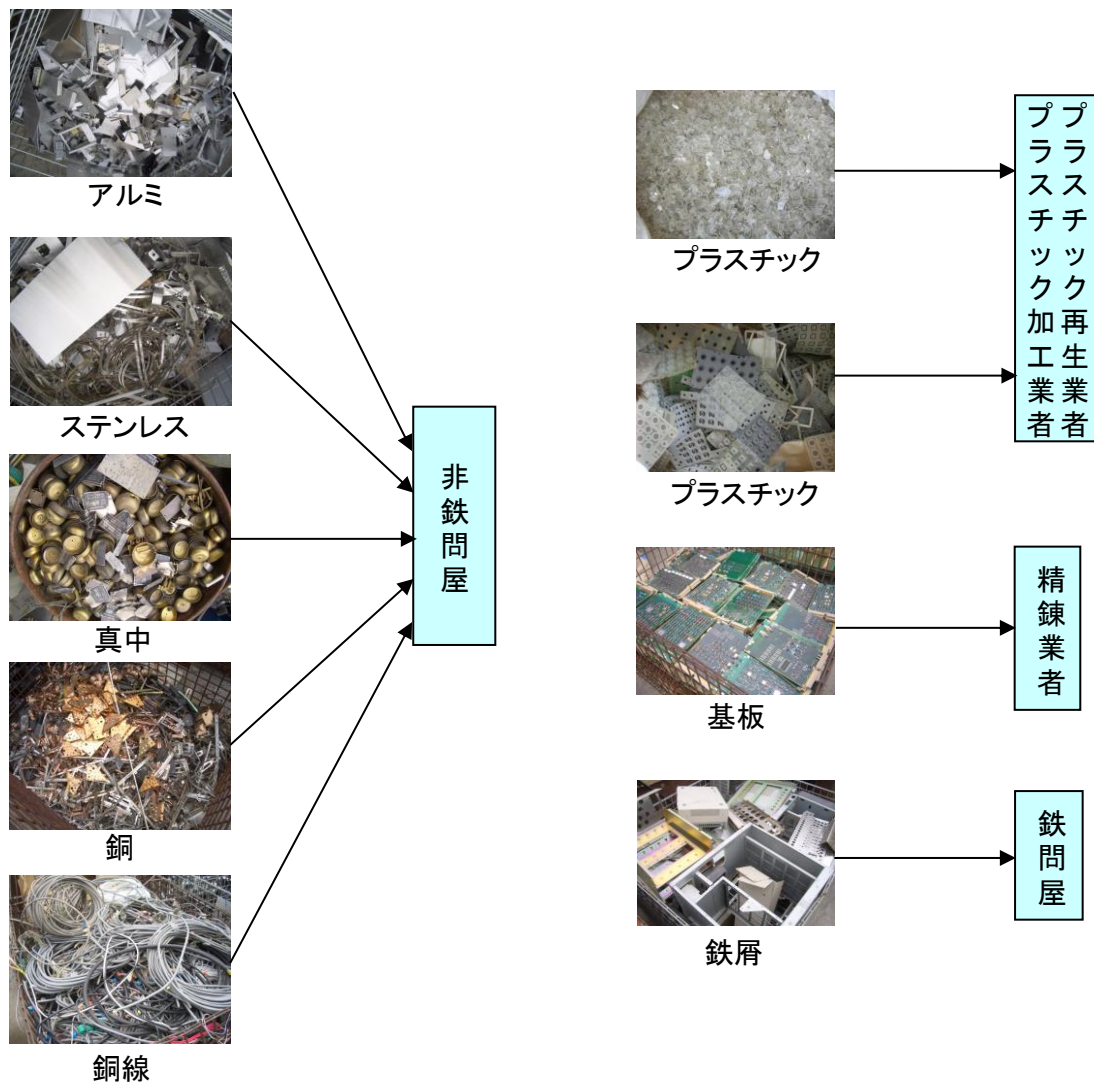 アルミ
ステンレス
真中
銅
銅線
非鉄問屋
プラスチック
プラスチック
基板
鉄屑
プラスチック再生業者
プラスチック加工業者
精錬業者
鉄問屋